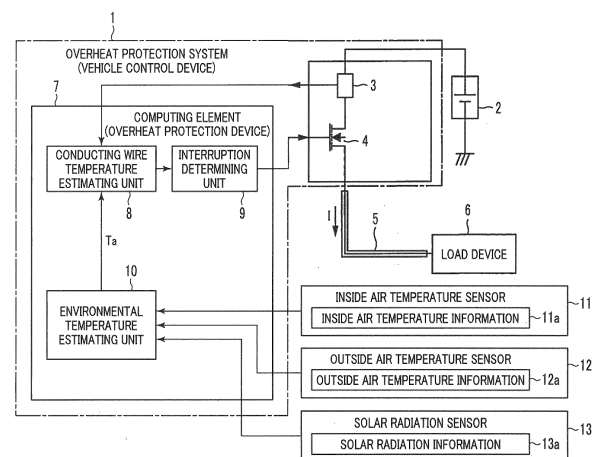 1
OVERHEAT PROTECTION SYSTEM
(VEHICLE CONTROL DEVICE)
7
COMPUTING ELEMENT
(OVERHEAT PROTECTION DEVICE)
3
2
4
CONDUCTING WIRE
TEMPERATURE
ESTIMATING UNIT
8
INTERRUPTION
DETERMINING
UNIT
9
I
5
6
LOAD DEVICE
Ta
10
ENVIRONMENTAL
TEMPERATURE
ESTIMATING UNIT
INSIDE AIR TEMPERATURE SENSOR
11
INSIDE AIR TEMPERATURE INFORMATION
11a
OUTSIDE AIR TEMPERATURE SENSOR
12
OUTSIDE AIR TEMPERATURE INFORMATION
12a
SOLAR RADIATION SENSOR
13
SOLAR RADIATION INFORMATION
13a